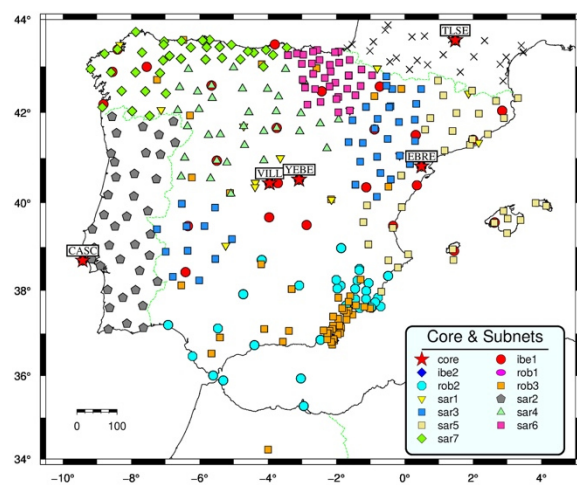 44°
42°
40°
38°
36°
35°
34°
−10°
−8°
−6°
−4°
−2°
0°
2°
4°
TLSE
VILL
YEBE
EBRE
CASC
0
100
Core & Subnets
core
ibe1
ibe2
rob1
rob2
rob3
sar1
sar2
sar3
sar4
sar5
sar6
sar7